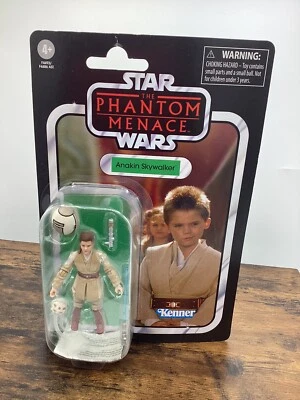 4+
WARNING:
CHOKING HAZARD - Toy contains
small parts and a small ball. Not
for children under 3 years.
STAR
THE
PHANTOM
MENACE
WARS
Anakin Skywalker
Kenner